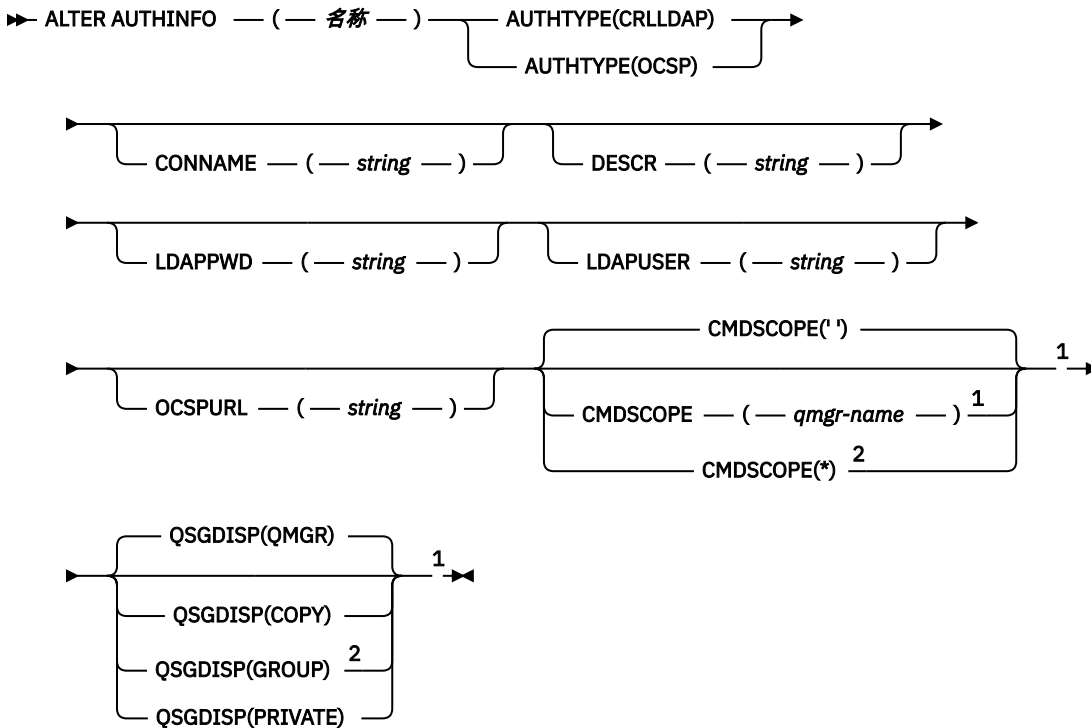 ALTER AUTHINFO ( 名称 ) AUTHTYPE(CRLLDAP)
AUTHTYPE(OCSP)
CONNAME ( string ) DESCR ( string )
LDAPPWD ( string ) LDAPUSER ( string )
CMDSCOPE(' ')
1
OCSPURL ( string ) CMDSCOPE ( qmgr-name ) 1
CMDSCOPE(*) 2
QSGDISP(QMGR)
1
QSGDISP(COPY)
QSGDISP(GROUP) 2
QSGDISP(PRIVATE)